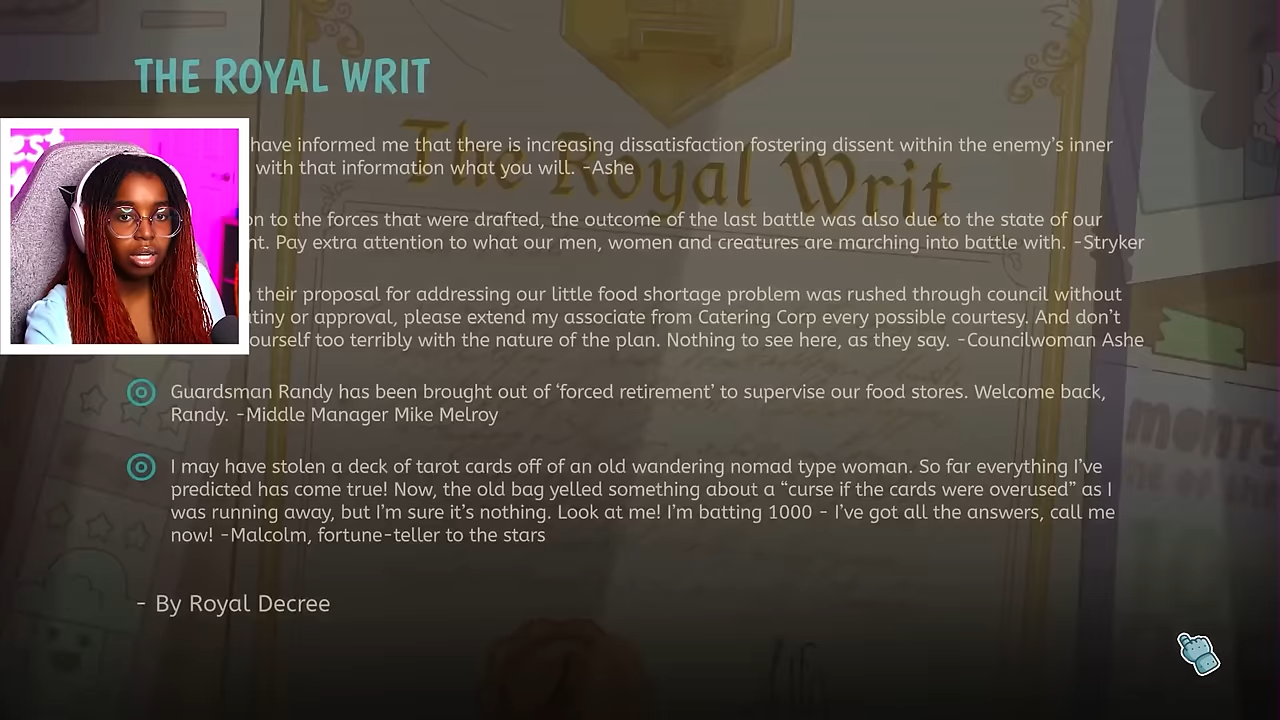 THE ROYAL WRIT
The Royal Writ
have informed me that there is increasing dissatisfaction fostering dissent within the enemy's inner
with that information what you will. -Ashe
to the forces that were drafted, the outcome of the last battle was also due to the state of our
Pay extra attention to what our men, women and creatures are marching into battle with. -Stryker
their proposal for addressing our little food shortage problem was rushed through council without
or approval, please extend my associate from Catering Corp every possible courtesy. And don't
too terribly with the nature of the plan. Nothing to see here, as they say. -Councilwoman Ashe
Guardsman Randy has been brought out of 'forced retirement' to supervise our food stores. Welcome back,
Randy. -Middle Manager Mike Melroy
I may have stolen a deck of tarot cards off of an old wandering nomad type woman. So far everything I've
predicted has come true! Now, the old bag yelled something about a "curse if the cards were overused" as I
was running away, but I'm sure it's nothing. Look at me! I'm batting 1000 - I've got all the answers, call me
now! -Malcolm, fortune-teller to the stars
- By Royal Decree